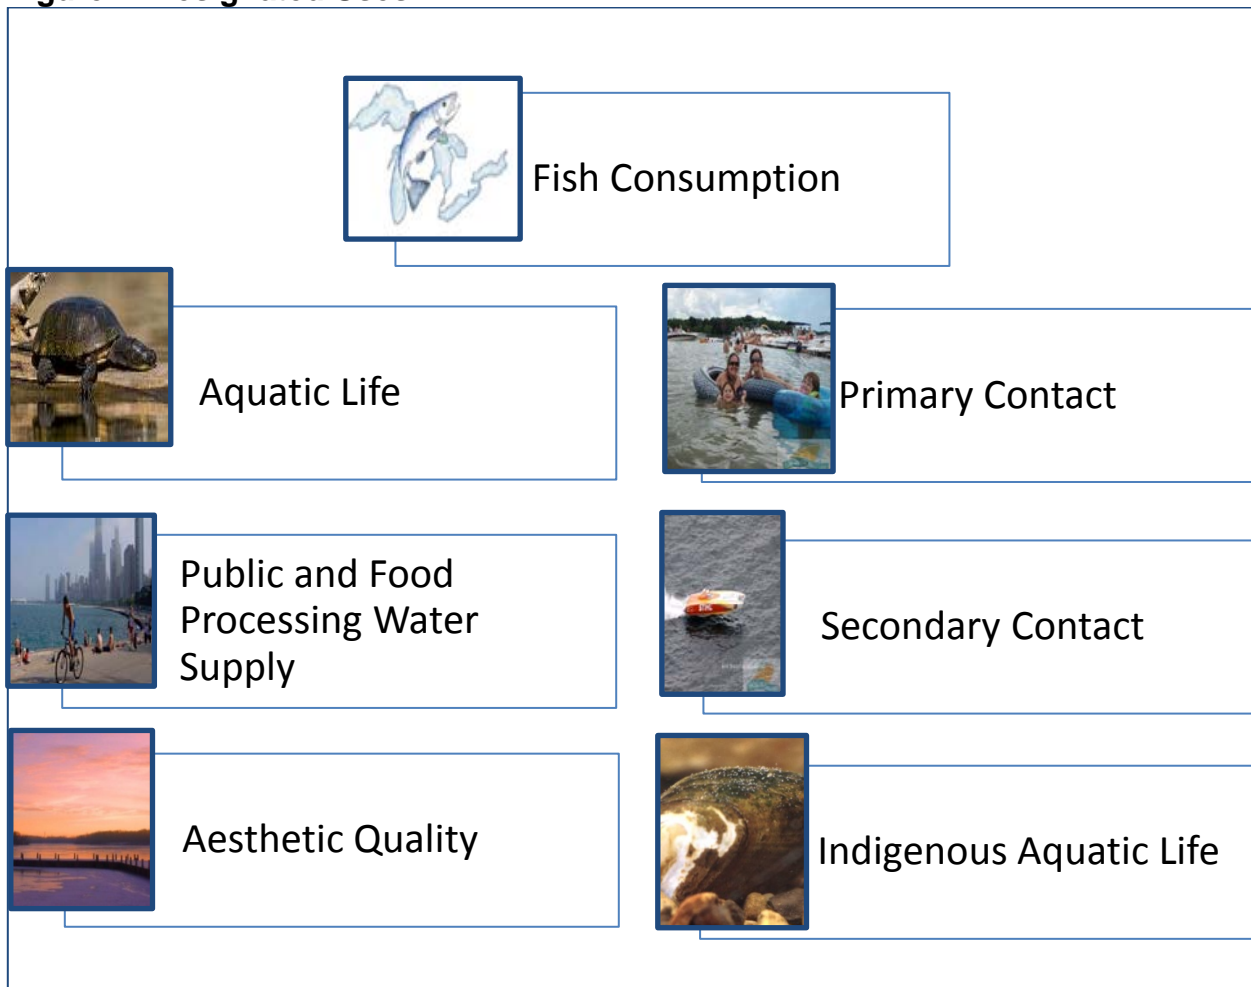 Fish Consumption
Aquatic Life
Primary Contact
Public and Food
Processing Water
Supply
Secondary Contact
Aesthetic Quality
Indigenous Aquatic Life